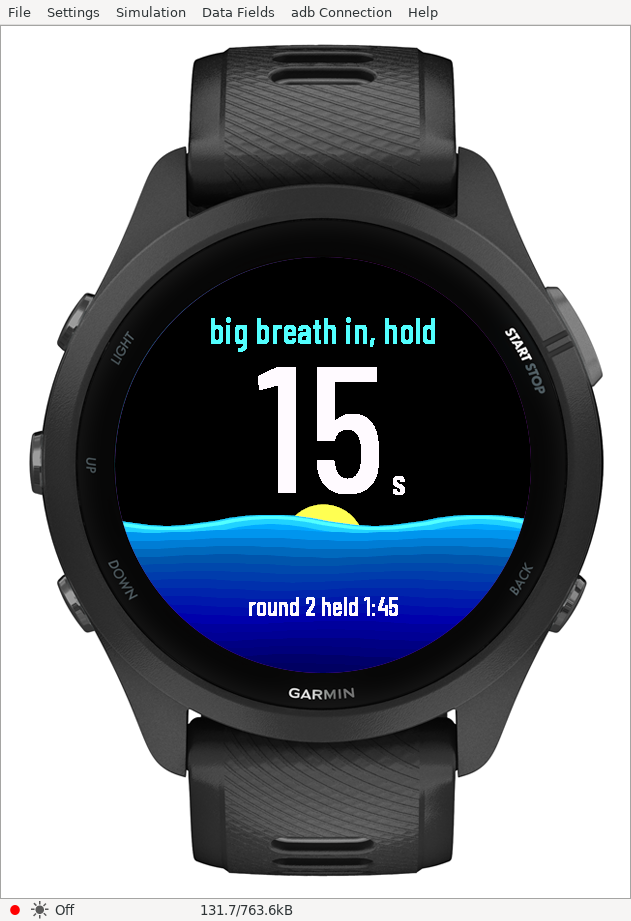 File Settings Simulation Data Fields adb Connection Help
LIGHT
START STOP
big breath in, hold
15 s
UP
DOWN
BACK
round 2 held 1:45
GARMIN
Off 131.7/763.6kB